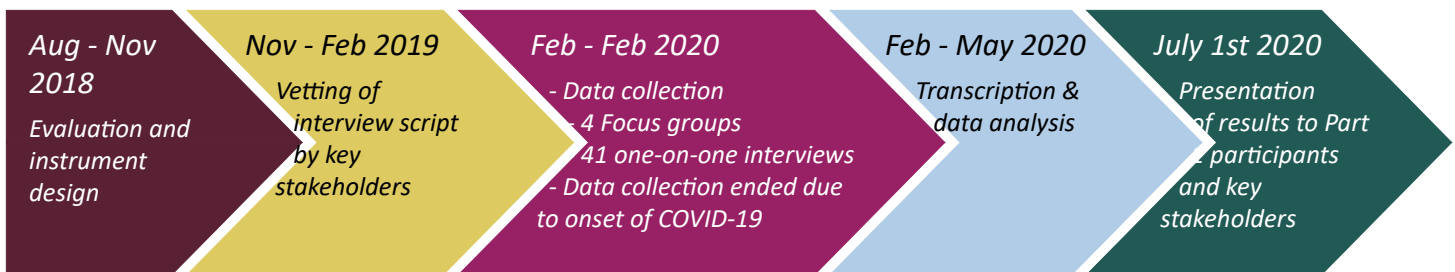 Aug - Nov
2018
Evaluation and
instrument
design
Nov - Feb 2019
Vetting of
interview script
by key
stakeholders
Feb - Feb 2020
- Data collection
- 4 Focus groups
41 one-on-one interviews
- Data collection ended due
to onset of COVID-19
Feb - May 2020
Transcription &
data analysis
July 1st 2020
Presentation
of results to Part
participants
and key
stakeholders